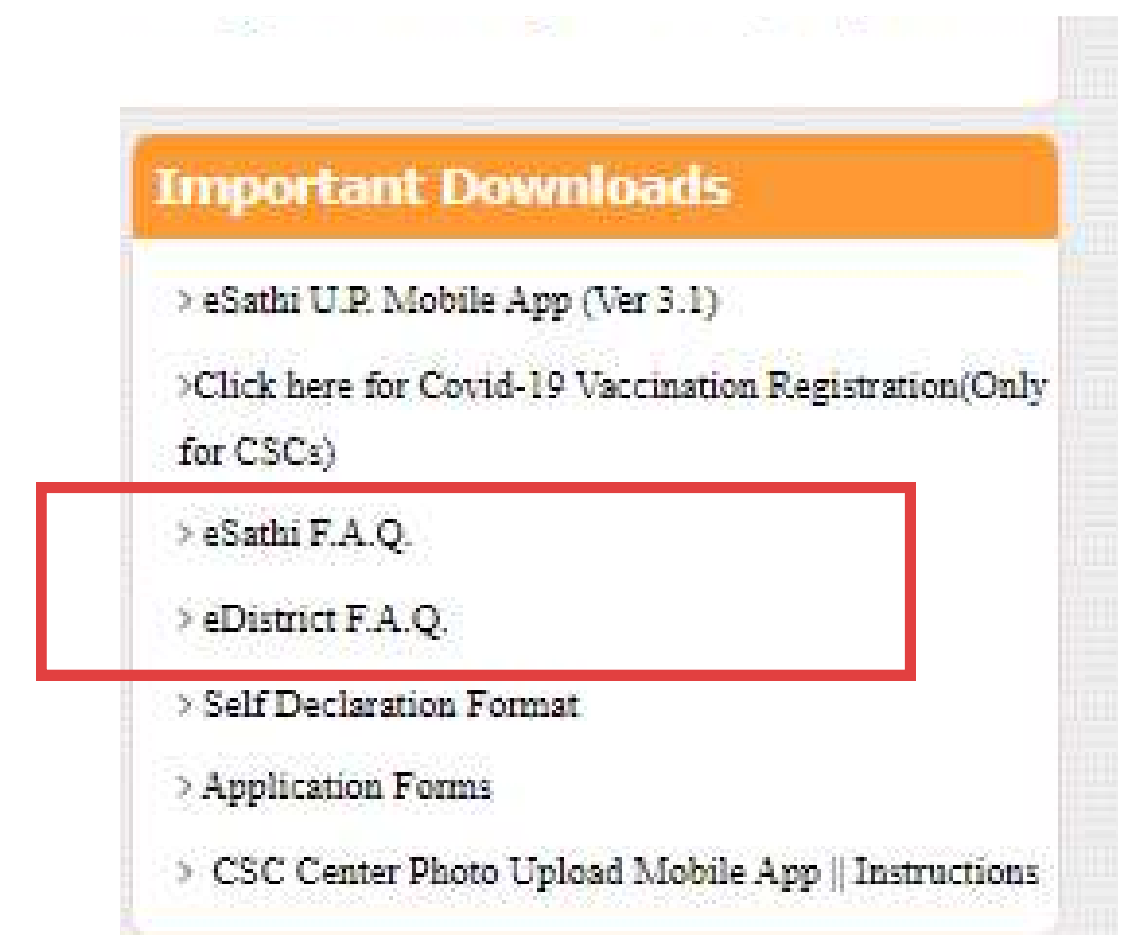 Important Downloads
> eSathi U.P. Mobile App (Ver 3.1)
>Click here for Covid-19 Vaccination Registration(Only
for CSCs)
> eSathi F.A.Q.
> eDistrict F.A.Q.
> Self Declaration Format
> Application Forms
> CSC Center Photo Upload Mobile App || Instructions